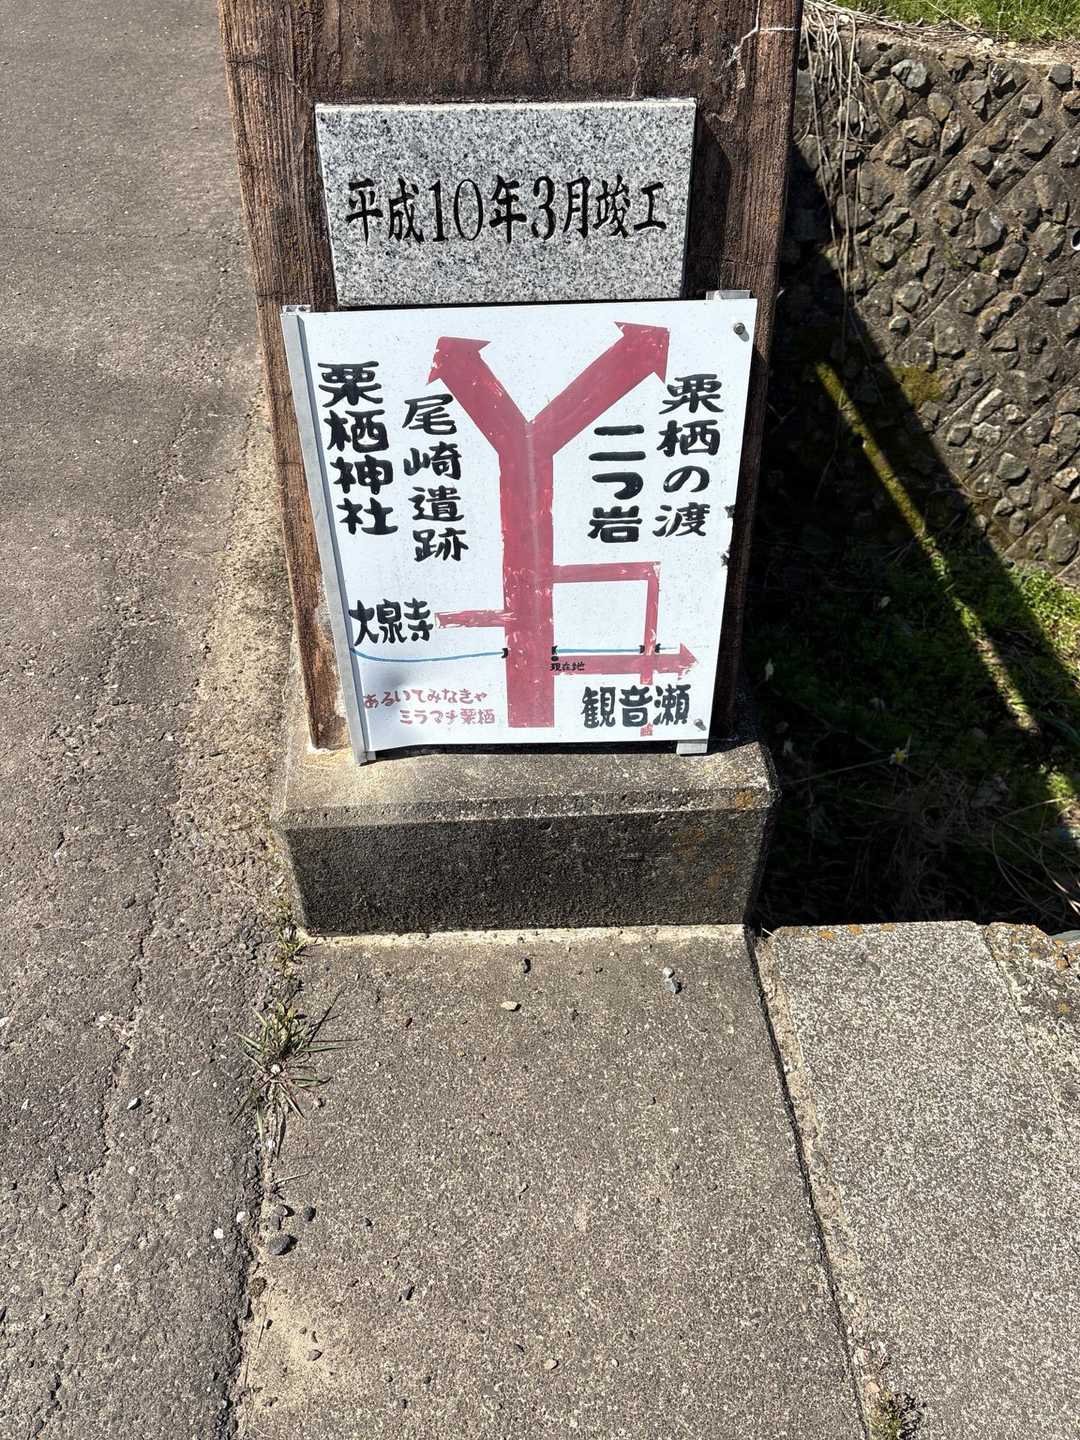 平成10年3月竣工
栗栖神社
尾崎遺跡
二つ岩
栗栖の渡
大泉寺
現在地
観音瀬
あるいてみなきゃ
ミラマチ栗栖